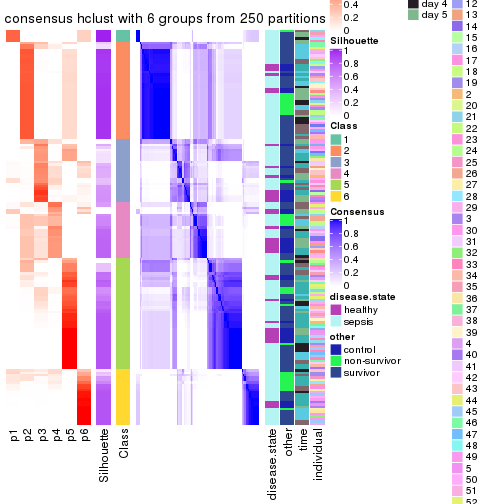 consensus hclust with 6 groups from 250 partitions
p1
p2
p3
p4
p5
p6
Silhouette
Class
disease.state
other
time
individual
0.4
0.2
0
Silhouette
1
0.8
0.6
0.4
0.2
0
Class
1
2
3
4
5
6
Consensus
1
0.8
0.6
0.4
0.2
0
disease.state
healthy
sepsis
other
control
non-survivor
survivor
day 4
day 5
12
13
14
15
16
17
18
19
2
20
21
22
23
24
25
26
27
28
29
3
30
31
32
33
34
35
36
37
38
39
4
40
41
42
43
44
45
46
47
48
49
5
50
51
52